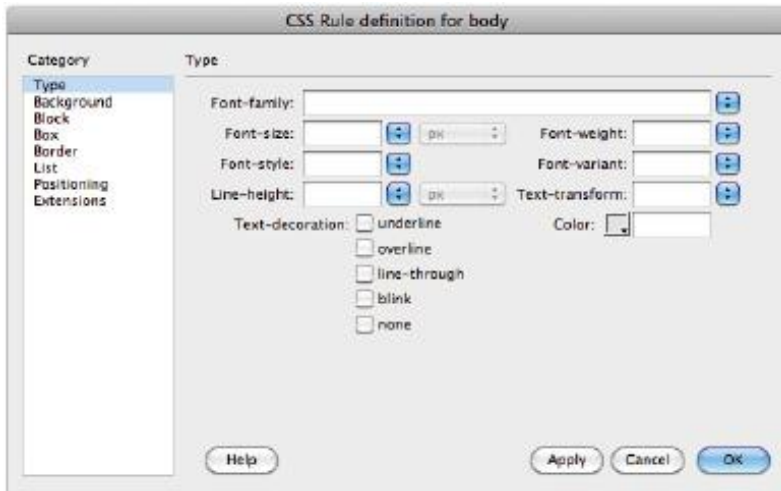 CSS Rule definition for body
Category
Type
Background
Block
Box
Border
List
Positioning
Extensions
Type
Font-family:
Font-size: px Font-weight:
Font-style: Font-variant:
Line-height: px Text-transform:
Text-decoration: underline Color:
overline
line-through
blink
none
Help Apply Cancel OK